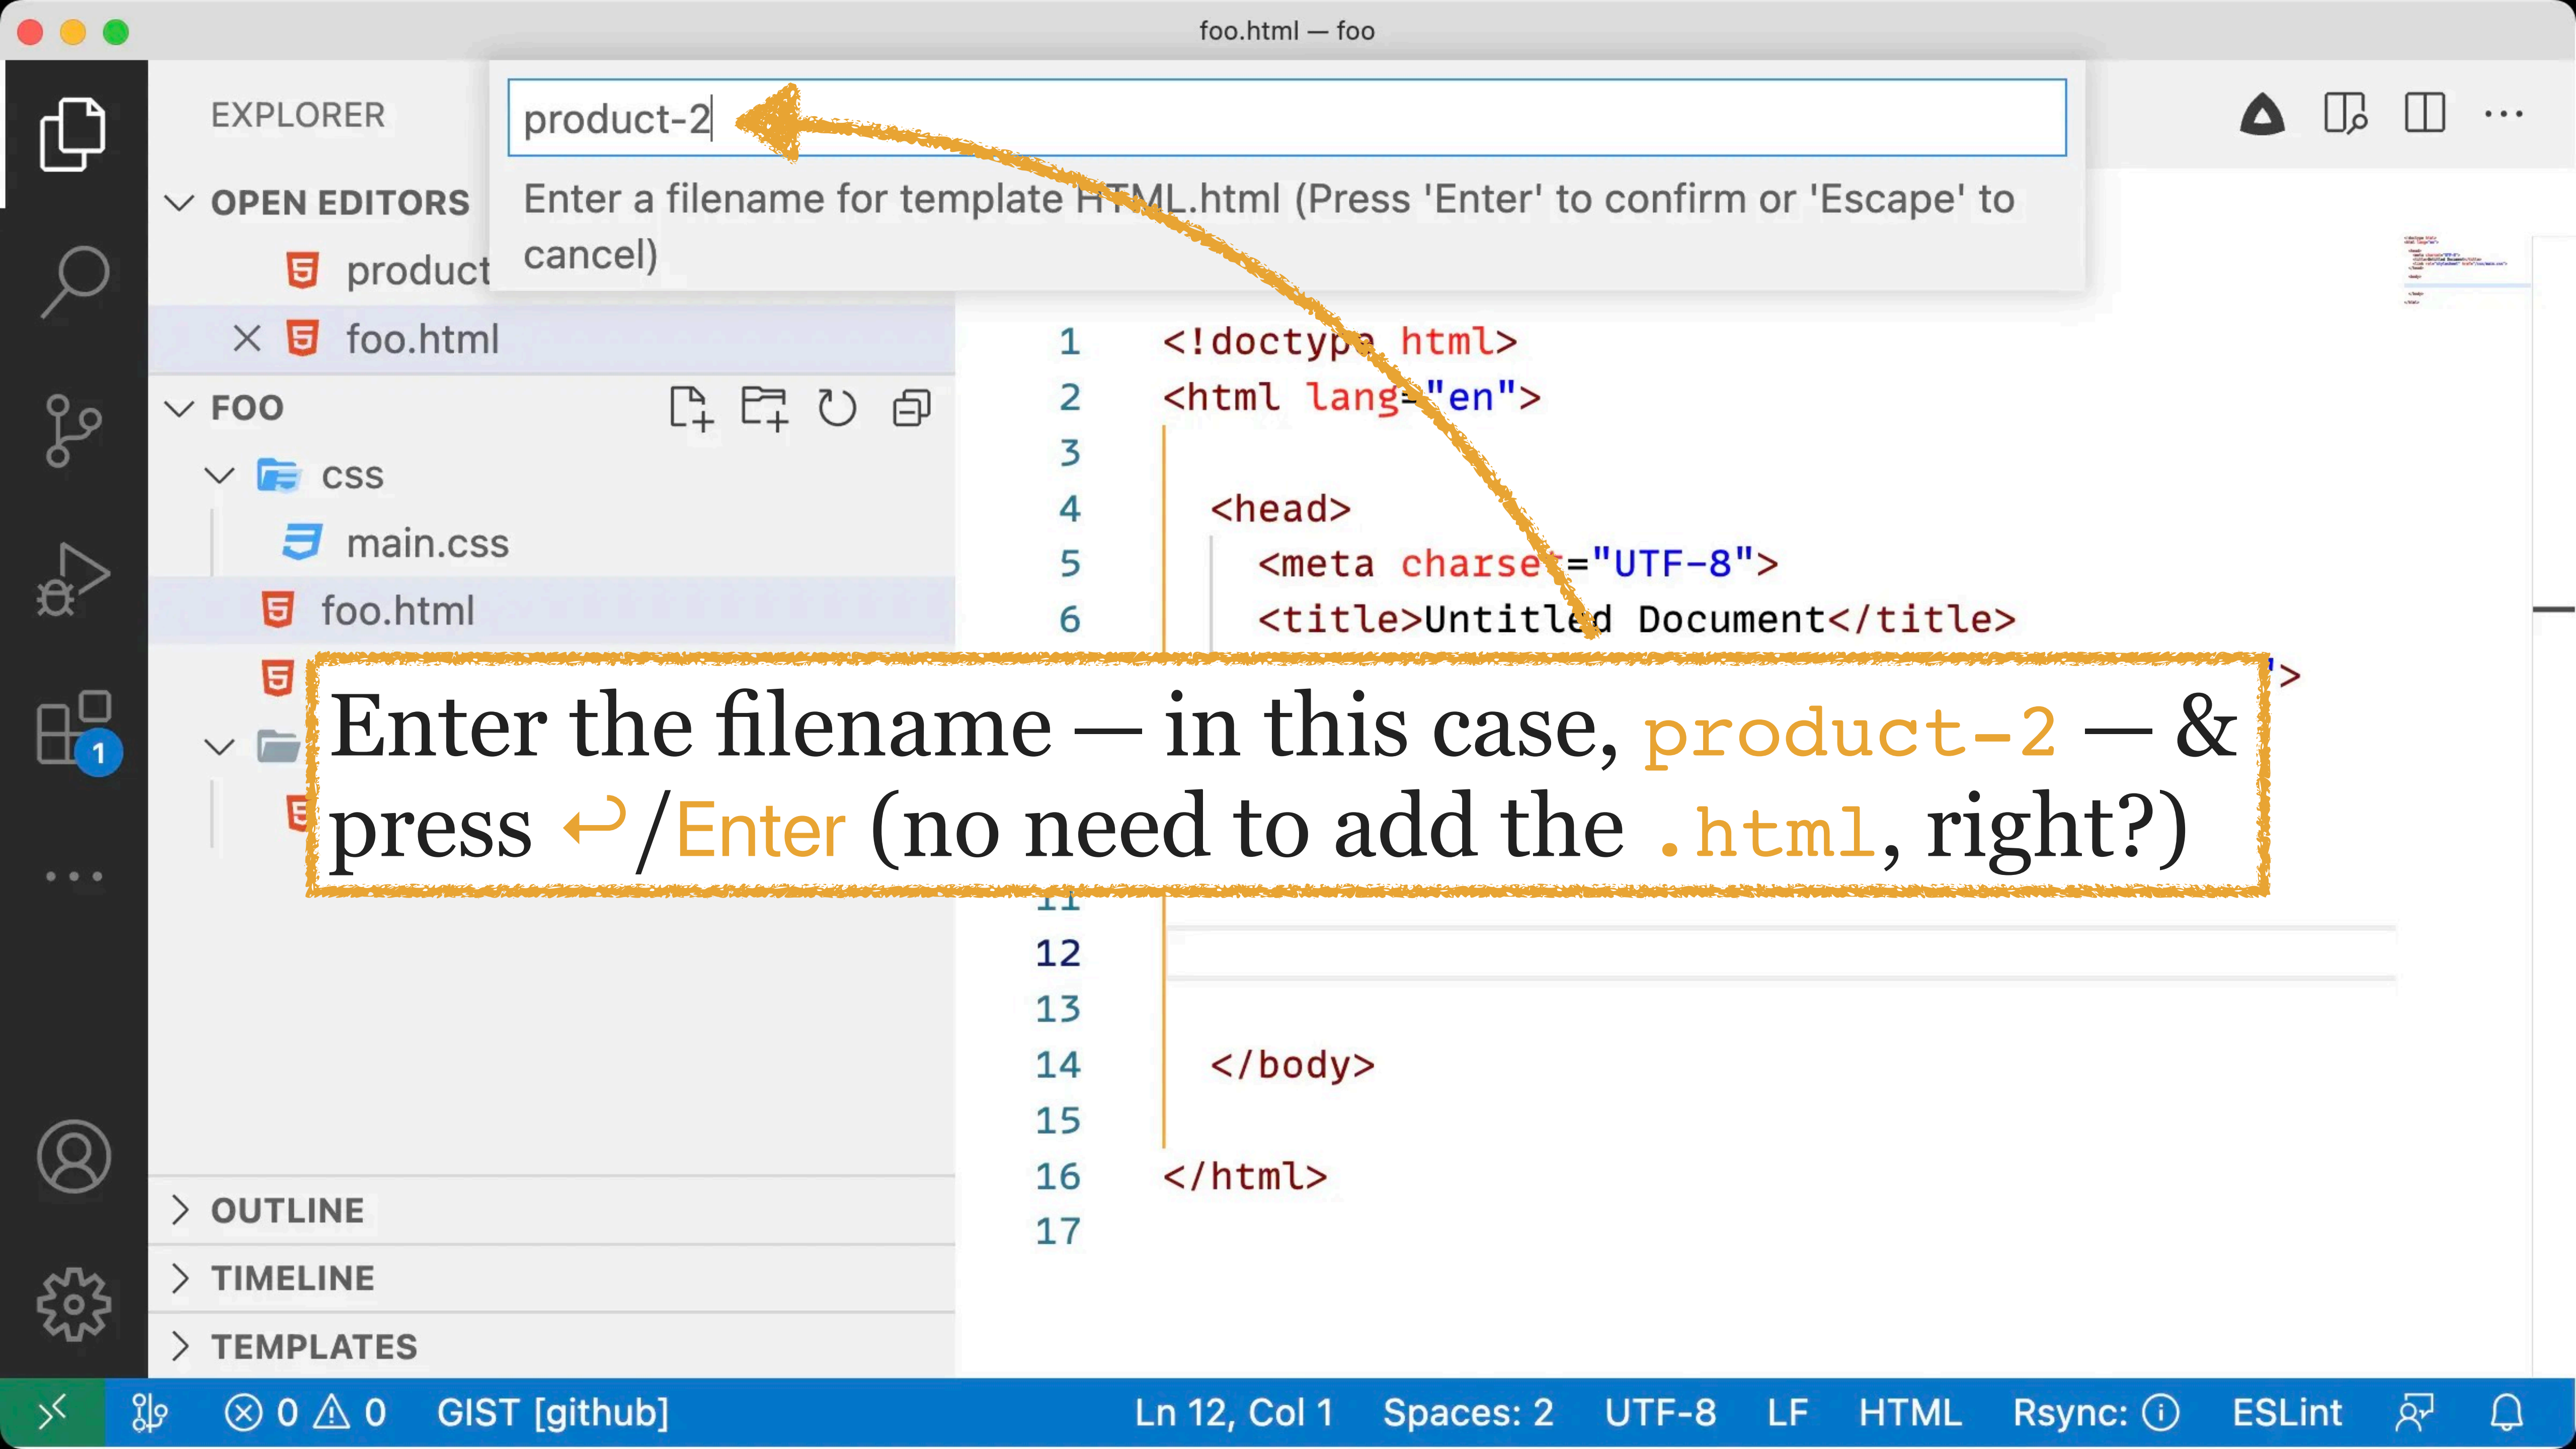 foo.html — foo
EXPLORER
product-2
Enter a filename for template HTML.html (Press 'Enter' to confirm or 'Escape' to
cancel)
OPEN EDITORS
product
foo.html
FOO
css
main.css
foo.html
1 <!doctype html>
2 <html lang="en">
3
4 <head>
5 <meta charset="UTF-8">
6 <title>Untitled Document</title>
">
Enter the filename — in this case, product-2 — &
press ↩/Enter (no need to add the .html, right?)
1
11
12
13
14 </body>
15
16 </html>
17
OUTLINE
TIMELINE
TEMPLATES
0 0 GIST [github] Ln 12, Col 1 Spaces: 2 UTF-8 LF HTML Rsync: ESLint